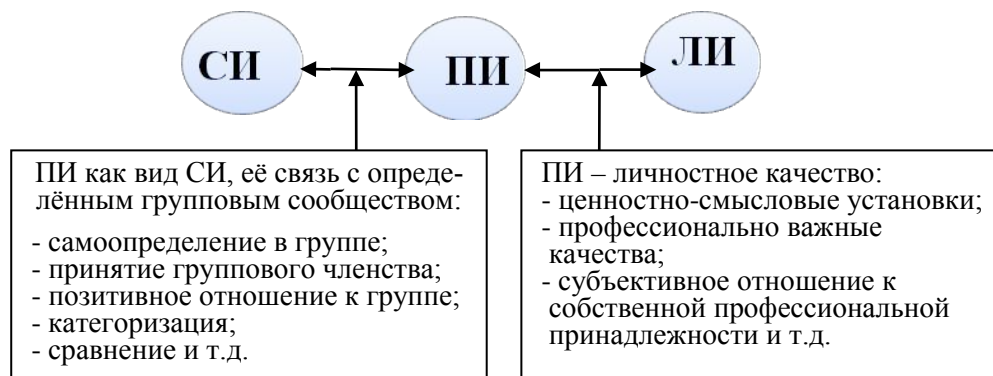 СИ
ПИ
ЛИ
ПИ как вид СИ, её связь с опреде-
лённым групповым сообществом:
- самоопределение в группе;
- принятие группового членства;
- позитивное отношение к группе;
- категоризация;
- сравнение и т.д.
ПИ – личностное качество:
- ценностно-смысловые установки;
- профессионально важные
качества;
- субъективное отношение к
собственной профессиональной
принадлежности и т.д.